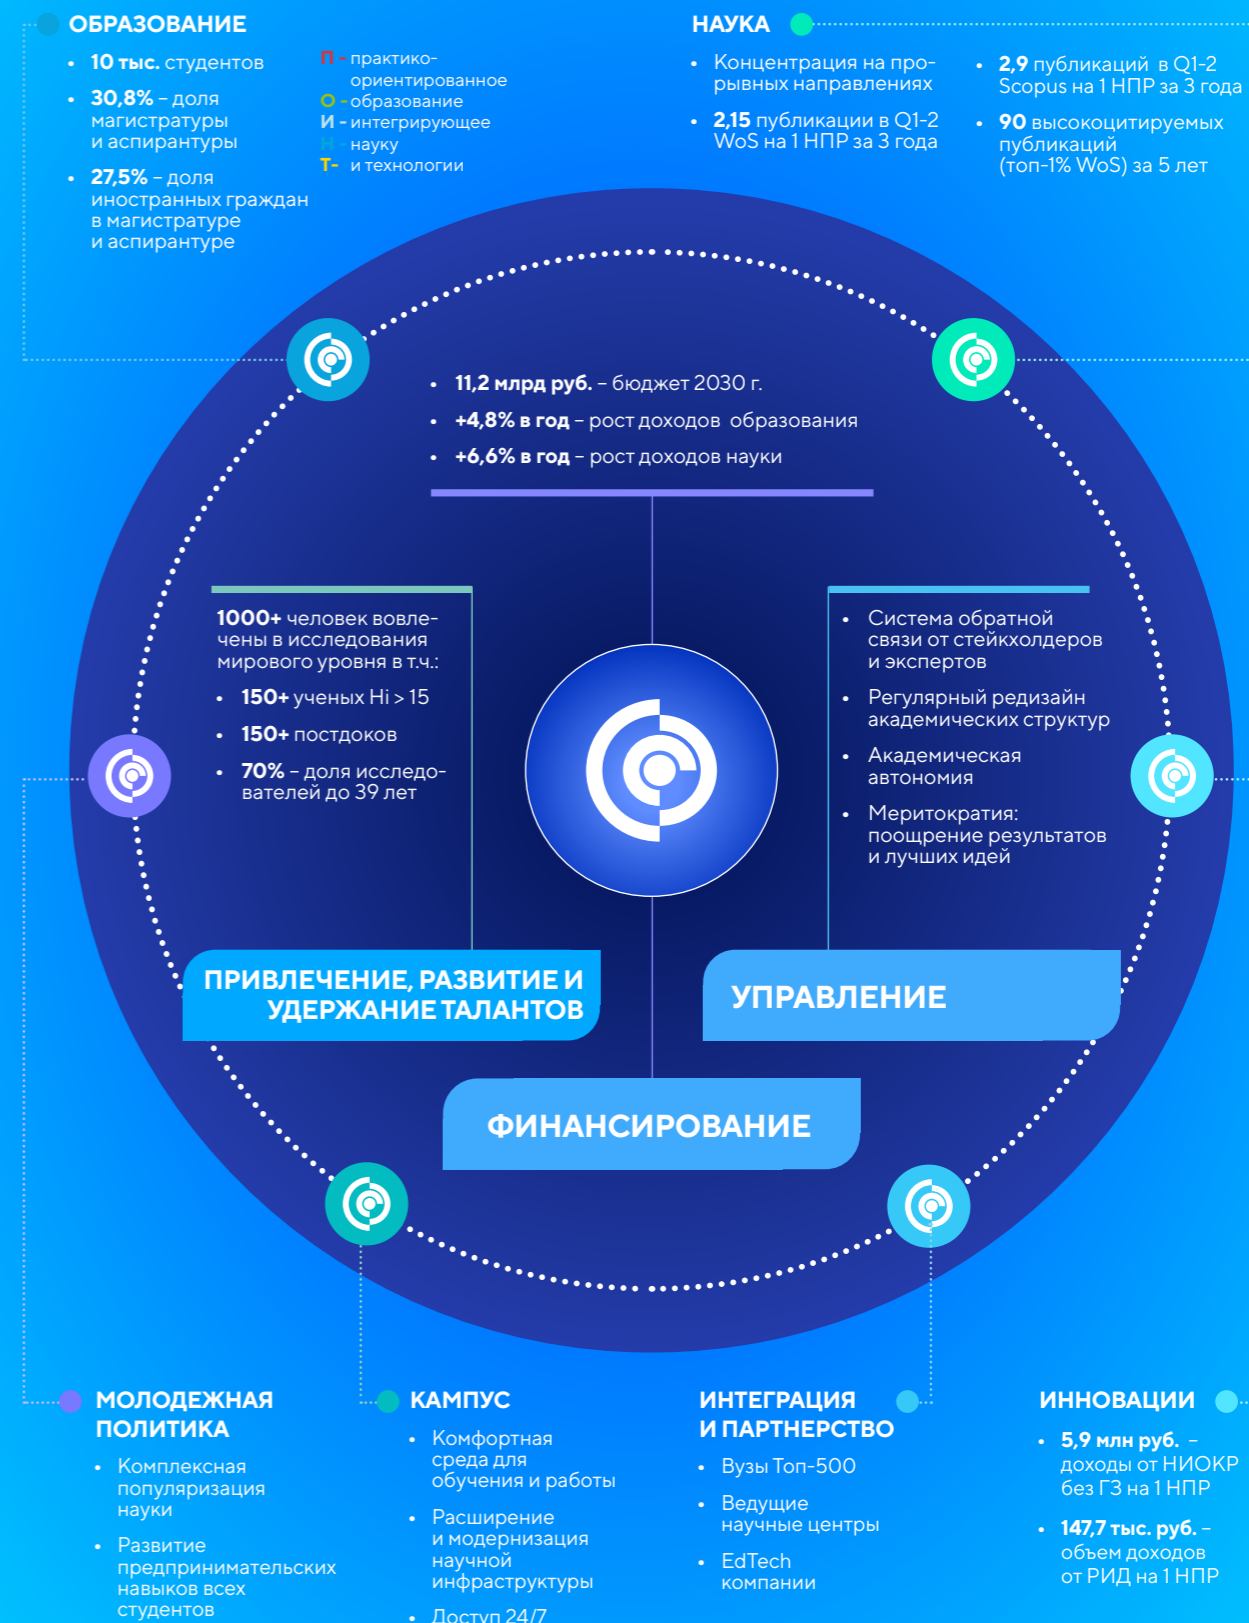 ОБРАЗОВАНИЕ
• 10 тыс. студентов
• 30,8% – доля
магистратуры
и аспирантуры
• 27,5% – доля
иностранных граждан
в магистратуре
и аспирантуре
П - практико-
ориентированное
О - образование
И - интегрирующее
Н - науку
Т- и технологии
НАУКА
• Концентрация на про-
рывных направлениях
• 2,15 публикации в Q1-2
WoS на 1 НПР за 3 года
• 2,9 публикаций в Q1-2
Scopus на 1 НПР за 3 года
• 90 высокоцитируемых
публикаций
(топ-1% WoS) за 5 лет
• 11,2 млрд руб. – бюджет 2030 г.
• +4,8% в год – рост доходов образования
• +6,6% в год – рост доходов науки
1000+ человек вовле-
чены в исследования
мирового уровня в т.ч.:
• 150+ ученых Hi > 15
• 150+ постдоков
• 70% – доля исследо-
вателей до 39 лет
• Система обратной
связи от стейкхолдеров
и экспертов
• Регулярный редизайн
академических структур
• Академическая
автономия
• Меритократия:
поощрение результатов
и лучших идей
ПРИВЛЕЧЕНИЕ, РАЗВИТИЕ И
УДЕРЖАНИЕ ТАЛАНТОВ
УПРАВЛЕНИЕ
ФИНАНСИРОВАНИЕ
МОЛОДЕЖНАЯ
ПОЛИТИКА
• Комплексная
популяризация
науки
• Развитие
предпринимательских
навыков всех
студентов
КАМПУС
• Комфортная
среда для
обучения и работы
• Расширение
и модернизация
научной
инфраструктуры
• Доступ 24/7
ИНТЕГРАЦИЯ
И ПАРТНЕРСТВО
• Вузы Топ-500
• Ведущие
научные центры
• EdTech
компании
ИННОВАЦИИ
• 5,9 млн руб. –
доходы от НИОКР
без ГЗ на 1 НПР
• 147,7 тыс. руб. –
объем доходов
от РИД на 1 НПР